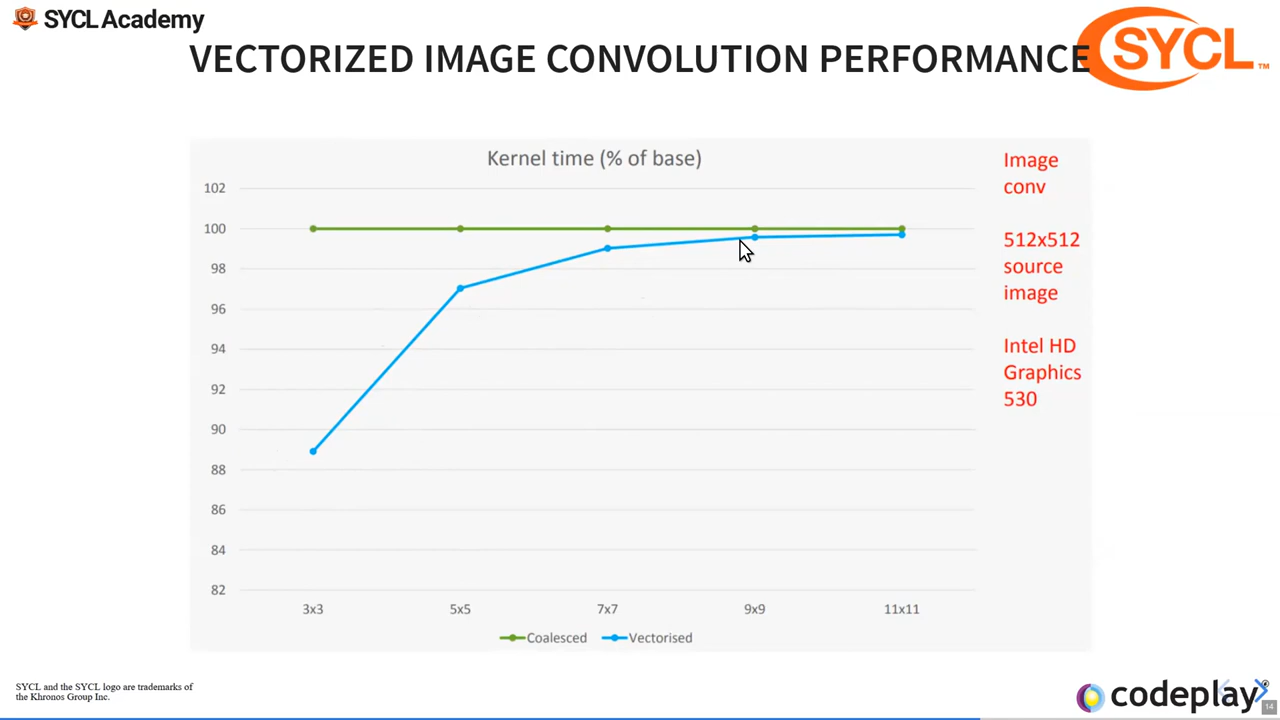 SYCL Academy
VECTORIZED IMAGE CONVOLUTION PERFORMANCE
SYCL™
Kernel time (% of base)
102
100
98
96
94
92
90
88
86
84
82
3x3 5x5 7x7 9x9 11x11
Coalesced Vectorised
Image
conv
512x512
source
image
Intel HD
Graphics
530
SYCL and the SYCL logo are trademarks of
the Khronos Group Inc.
codeplay
14